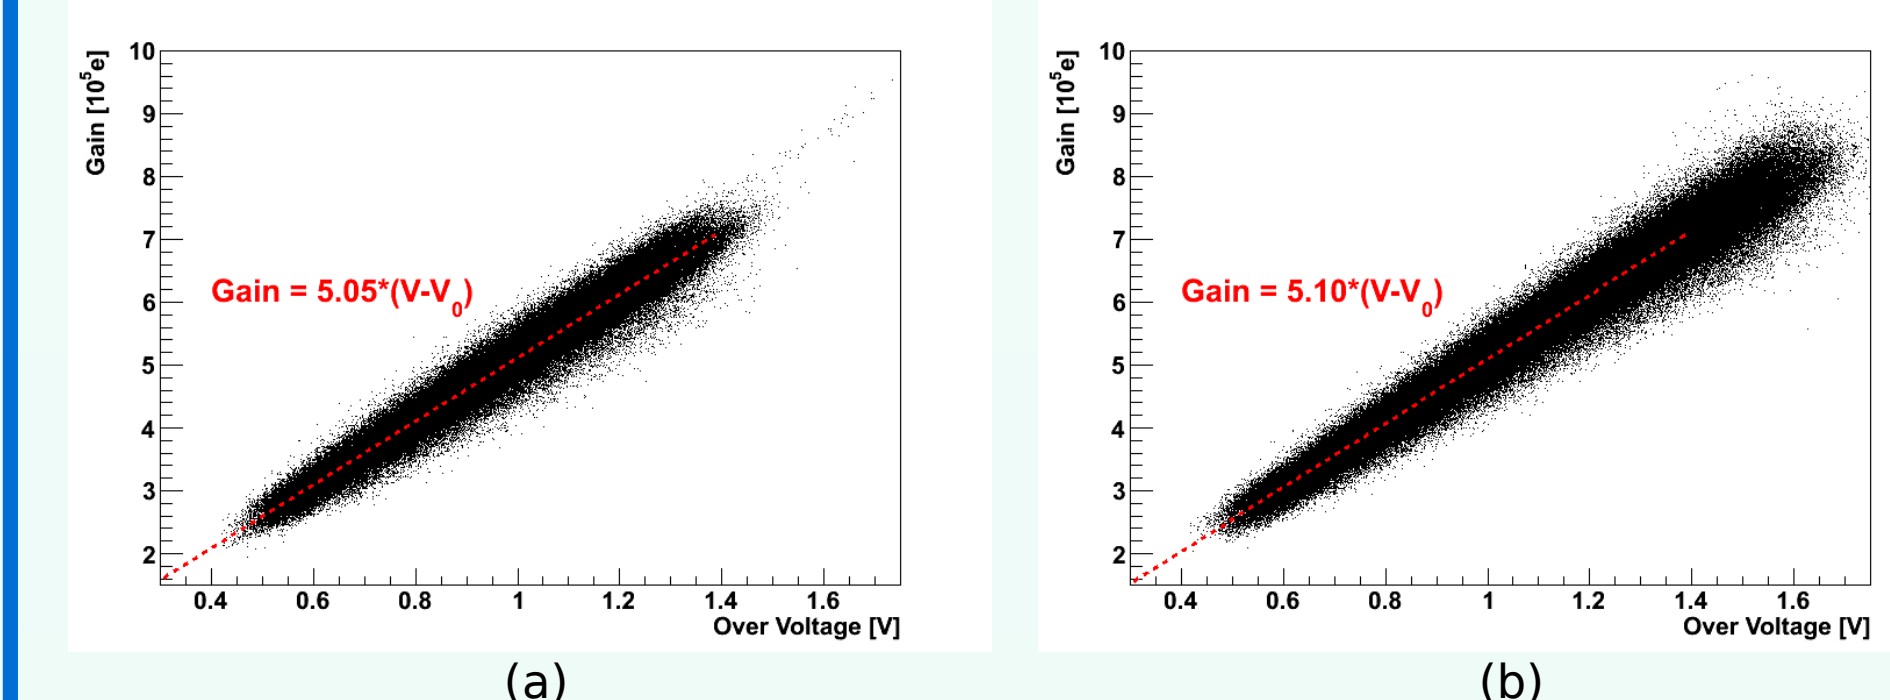 Gain [10⁵e]
10
9
8
7
6
5
4
3
2
Gain = 5.05*(V-V₀)
0.4 0.6 0.8 1 1.2 1.4 1.6
Over Voltage [V]
(a)
Gain [10⁵e]
10
9
8
7
6
5
4
3
2
Gain = 5.10*(V-V₀)
0.4 0.6 0.8 1 1.2 1.4 1.6
Over Voltage [V]
(b)